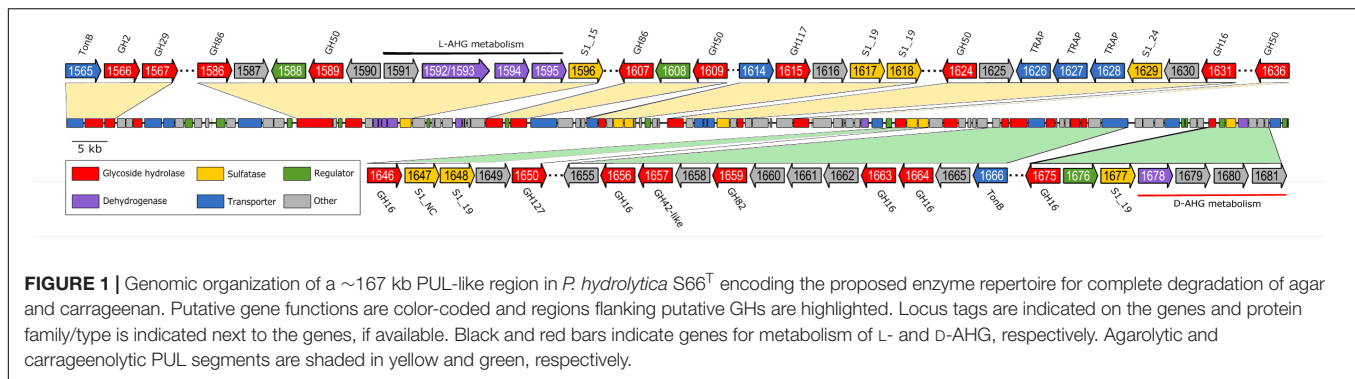 TonB GH2 GH29 GH86 GH50 L-AHG metabolism S1_15 GH86 GH50 GH117 S1_19 S1_19 GH50 TRAP TRAP TRAP S1_24 GH16 GH50
1565 1566 1567 1586 1587 1588 1589 1590 1591 1592/1593 1594 1595 1596 1607 1608 1609 1614 1615 1616 1617 1618 1624 1625 1626 1627 1628 1629 1630 1631 1636
5 kb
Glycoside hydrolase Sulfatase Regulator
Dehydrogenase Transporter Other
1646 1647 1648 1649 1650 1655 1656 1657 1658 1659 1660 1661 1662 1663 1664 1665 1666 1675 1676 1677 1678 1679 1680 1681
GH16 S1_NC S1_19 GH127 GH16 GH42-like GH82 GH16 GH16 TonB GH16 S1_19 D-AHG metabolism
FIGURE 1 | Genomic organization of a ∼167 kb PUL-like region in P. hydrolytica S66T encoding the proposed enzyme repertoire for complete degradation of agar
and carrageenan. Putative gene functions are color-coded and regions flanking putative GHs are highlighted. Locus tags are indicated on the genes and protein
family/type is indicated next to the genes, if available. Black and red bars indicate genes for metabolism of L- and D-AHG, respectively. Agarolytic and
carrageenolytic PUL segments are shaded in yellow and green, respectively.